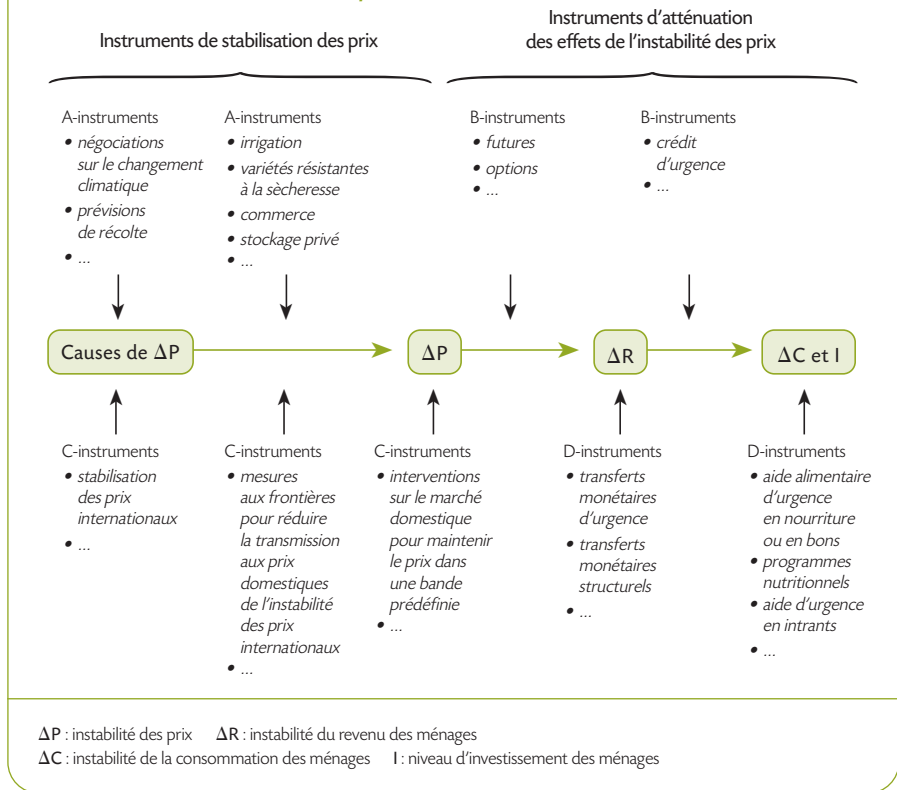 Instruments de stabilisation des prix
Instruments d'atténuation
des effets de l'instabilité des prix
A-instruments
• négociations
sur le changement
climatique
• prévisions
de récolte
• ...
A-instruments
• irrigation
• variétés résistantes
à la sècheresse
• commerce
• stockage privé
• ...
B-instruments
• futures
• options
• ...
B-instruments
• crédit
d'urgence
• ...
Causes de ΔP
ΔP
ΔR
ΔC et I
C-instruments
• stabilisation
des prix
internationaux
• ...
C-instruments
• mesures
aux frontières
pour réduire
la transmission
aux prix
domestiques
de l'instabilité
des prix
internationaux
• ...
C-instruments
• interventions
sur le marché
domestique
pour maintenir
le prix dans
une bande
prédéfinie
• ...
D-instruments
• transferts
monétaires
d'urgence
• transferts
monétaires
structurels
• ...
D-instruments
• aide alimentaire
d'urgence
en nourriture
ou en bons
• programmes
nutritionnels
• aide d'urgence
en intrants
• ...
ΔP : instabilité des prix ΔR : instabilité du revenu des ménages
ΔC : instabilité de la consommation des ménages I : niveau d'investissement des ménages